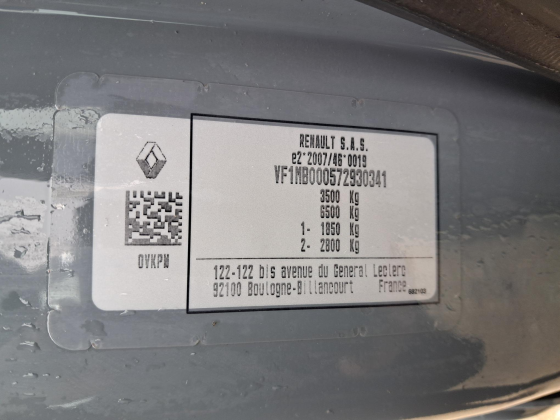 RENAULT S.A.S.
e2*2007/46*0019
VF1MB000572930341
3500 Kg
6500 Kg
1- 1850 Kg
2- 2800 Kg
OVKPN
122-122 bis avenue du General Leclerc
92100 Boulogne-Billancourt France